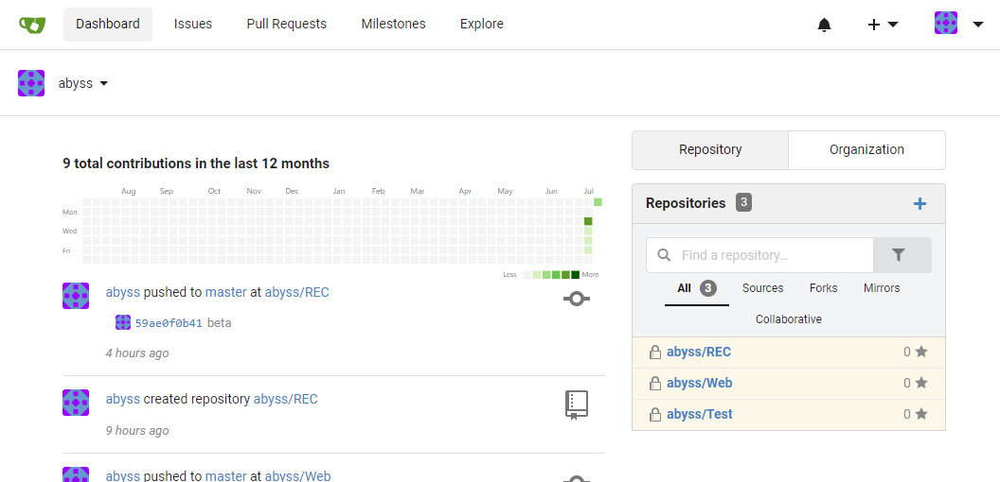 Dashboard Issues Pull Requests Milestones Explore
abyss
9 total contributions in the last 12 months
Aug Sep Oct Nov Dec Jan Feb Mar Apr May Jun Jul
Mon
Wed
Fri
Less More
abyss pushed to master at abyss/REC
59ae0f0b41 beta
4 hours ago
abyss created repository abyss/REC
9 hours ago
abyss pushed to master at abyss/Web
Repository Organization
Repositories 3
Find a repository...
All 3 Sources Forks Mirrors
Collaborative
abyss/REC 0
abyss/Web 0
abyss/Test 0